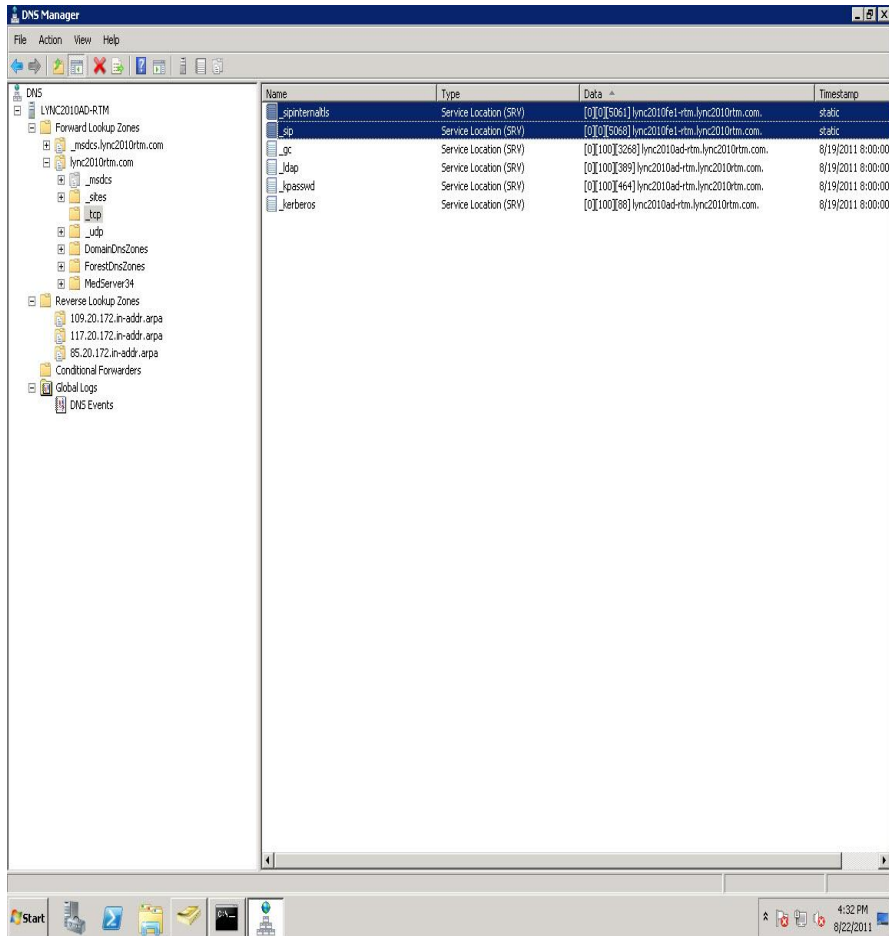 DNS Manager
File Action View Help
DNS
LYNC2010AD-RTM
Forward Lookup Zones
_msdcs.lync2010rtm.com
lync2010rtm.com
_msdcs
_sites
_tcp
_udp
DomainDnsZones
ForestDnsZones
MedServer34
Reverse Lookup Zones
109.20.172.in-addr.arpa
117.20.172.in-addr.arpa
85.20.172.in-addr.arpa
Conditional Forwarders
Global Logs
DNS Events
Name Type Data Timestamp
_sipinternaltls Service Location (SRV) [0][0][5061] lync2010fe1-rtm.lync2010rtm.com. static
_sip Service Location (SRV) [0][0][5068] lync2010fe1-rtm.lync2010rtm.com. static
_gc Service Location (SRV) [0][100][3268] lync2010ad-rtm.lync2010rtm.com. 8/19/2011 8:00:00
_ldap Service Location (SRV) [0][100][389] lync2010ad-rtm.lync2010rtm.com. 8/19/2011 8:00:00
_kpasswd Service Location (SRV) [0][100][464] lync2010ad-rtm.lync2010rtm.com. 8/19/2011 8:00:00
_kerberos Service Location (SRV) [0][100][88] lync2010ad-rtm.lync2010rtm.com. 8/19/2011 8:00:00
Start
4:32 PM
8/22/2011